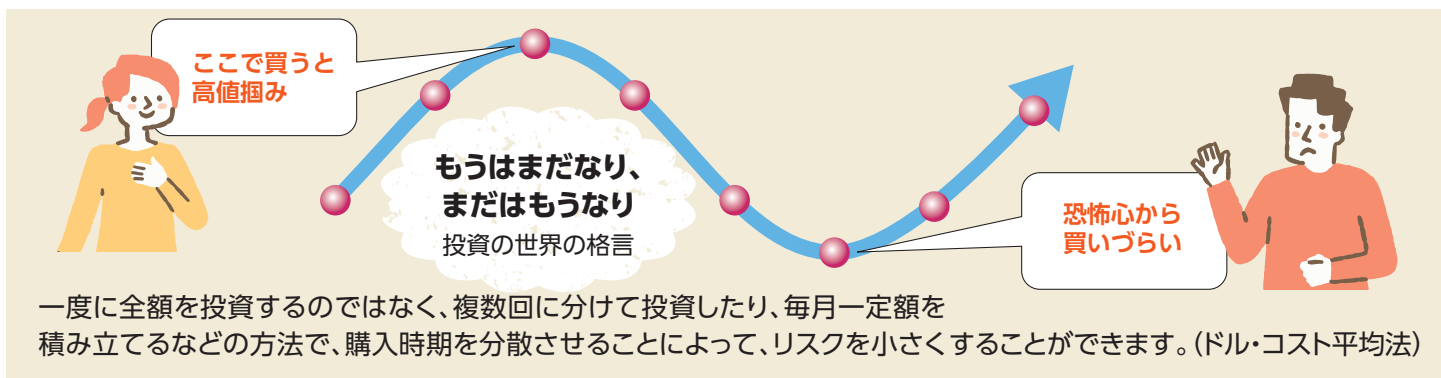 ここで買うと
高値掴み
もうはまだなり、
まだはもうなり
投資の世界の格言
恐怖心から
買いづらい
一度に全額を投資するのではなく、複数回に分けて投資したり、毎月一定額を
積み立てるなどの方法で、購入時期を分散させることによって、リスクを小さくすることができます。(ドル・コスト平均法)